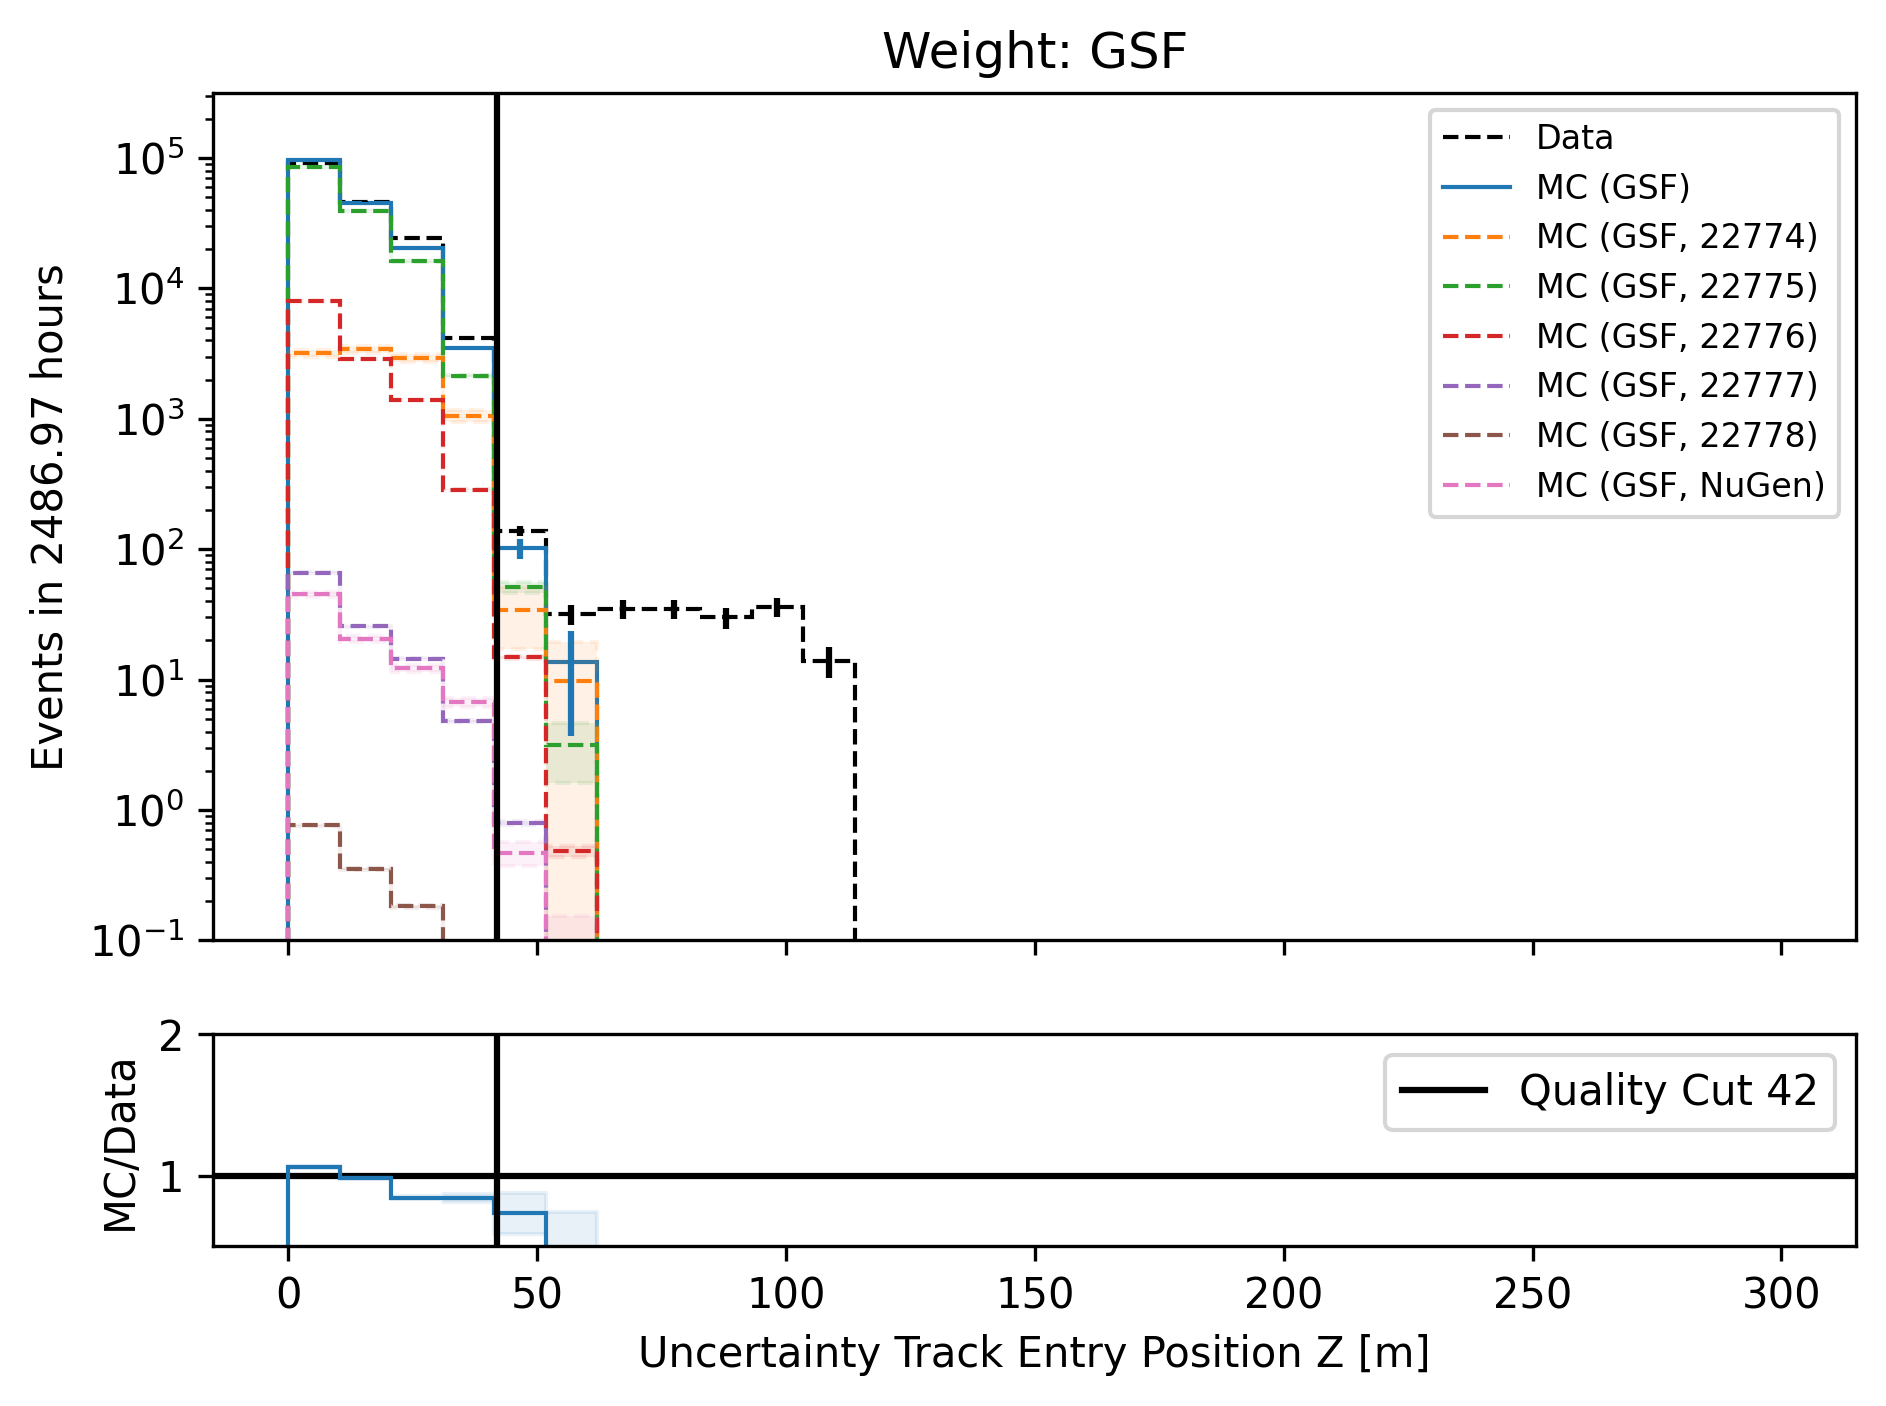 Weight: GSF
Events in 2486.97 hours
10^5
10^4
10^3
10^2
10^1
10^0
10^−1
Data
MC (GSF)
MC (GSF, 22774)
MC (GSF, 22775)
MC (GSF, 22776)
MC (GSF, 22777)
MC (GSF, 22778)
MC (GSF, NuGen)
MC/Data
2
1
Quality Cut 42
0 50 100 150 200 250 300
Uncertainty Track Entry Position Z [m]